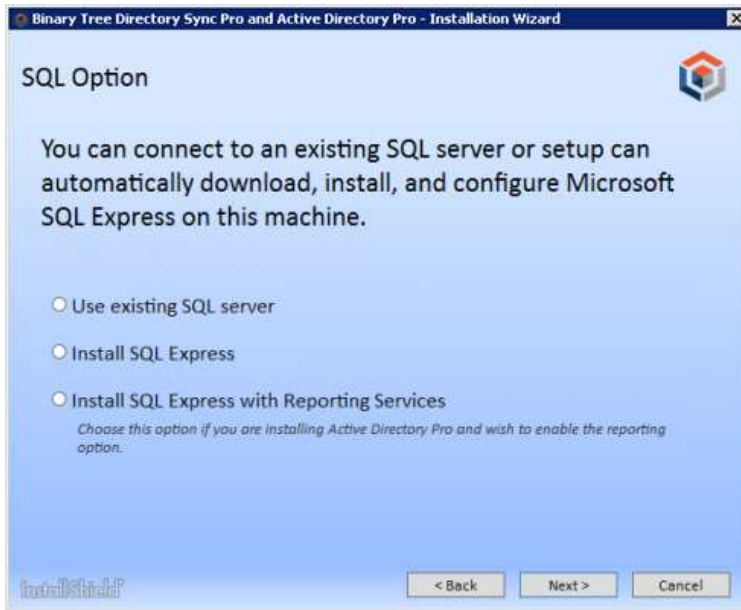 Binary Tree Directory Sync Pro and Active Directory Pro - Installation Wizard
SQL Option
You can connect to an existing SQL server or setup can
automatically download, install, and configure Microsoft
SQL Express on this machine.
Use existing SQL server
Install SQL Express
Install SQL Express with Reporting Services
Choose this option if you are installing Active Directory Pro and wish to enable the reporting
option.
InstallShield
< Back Next > Cancel